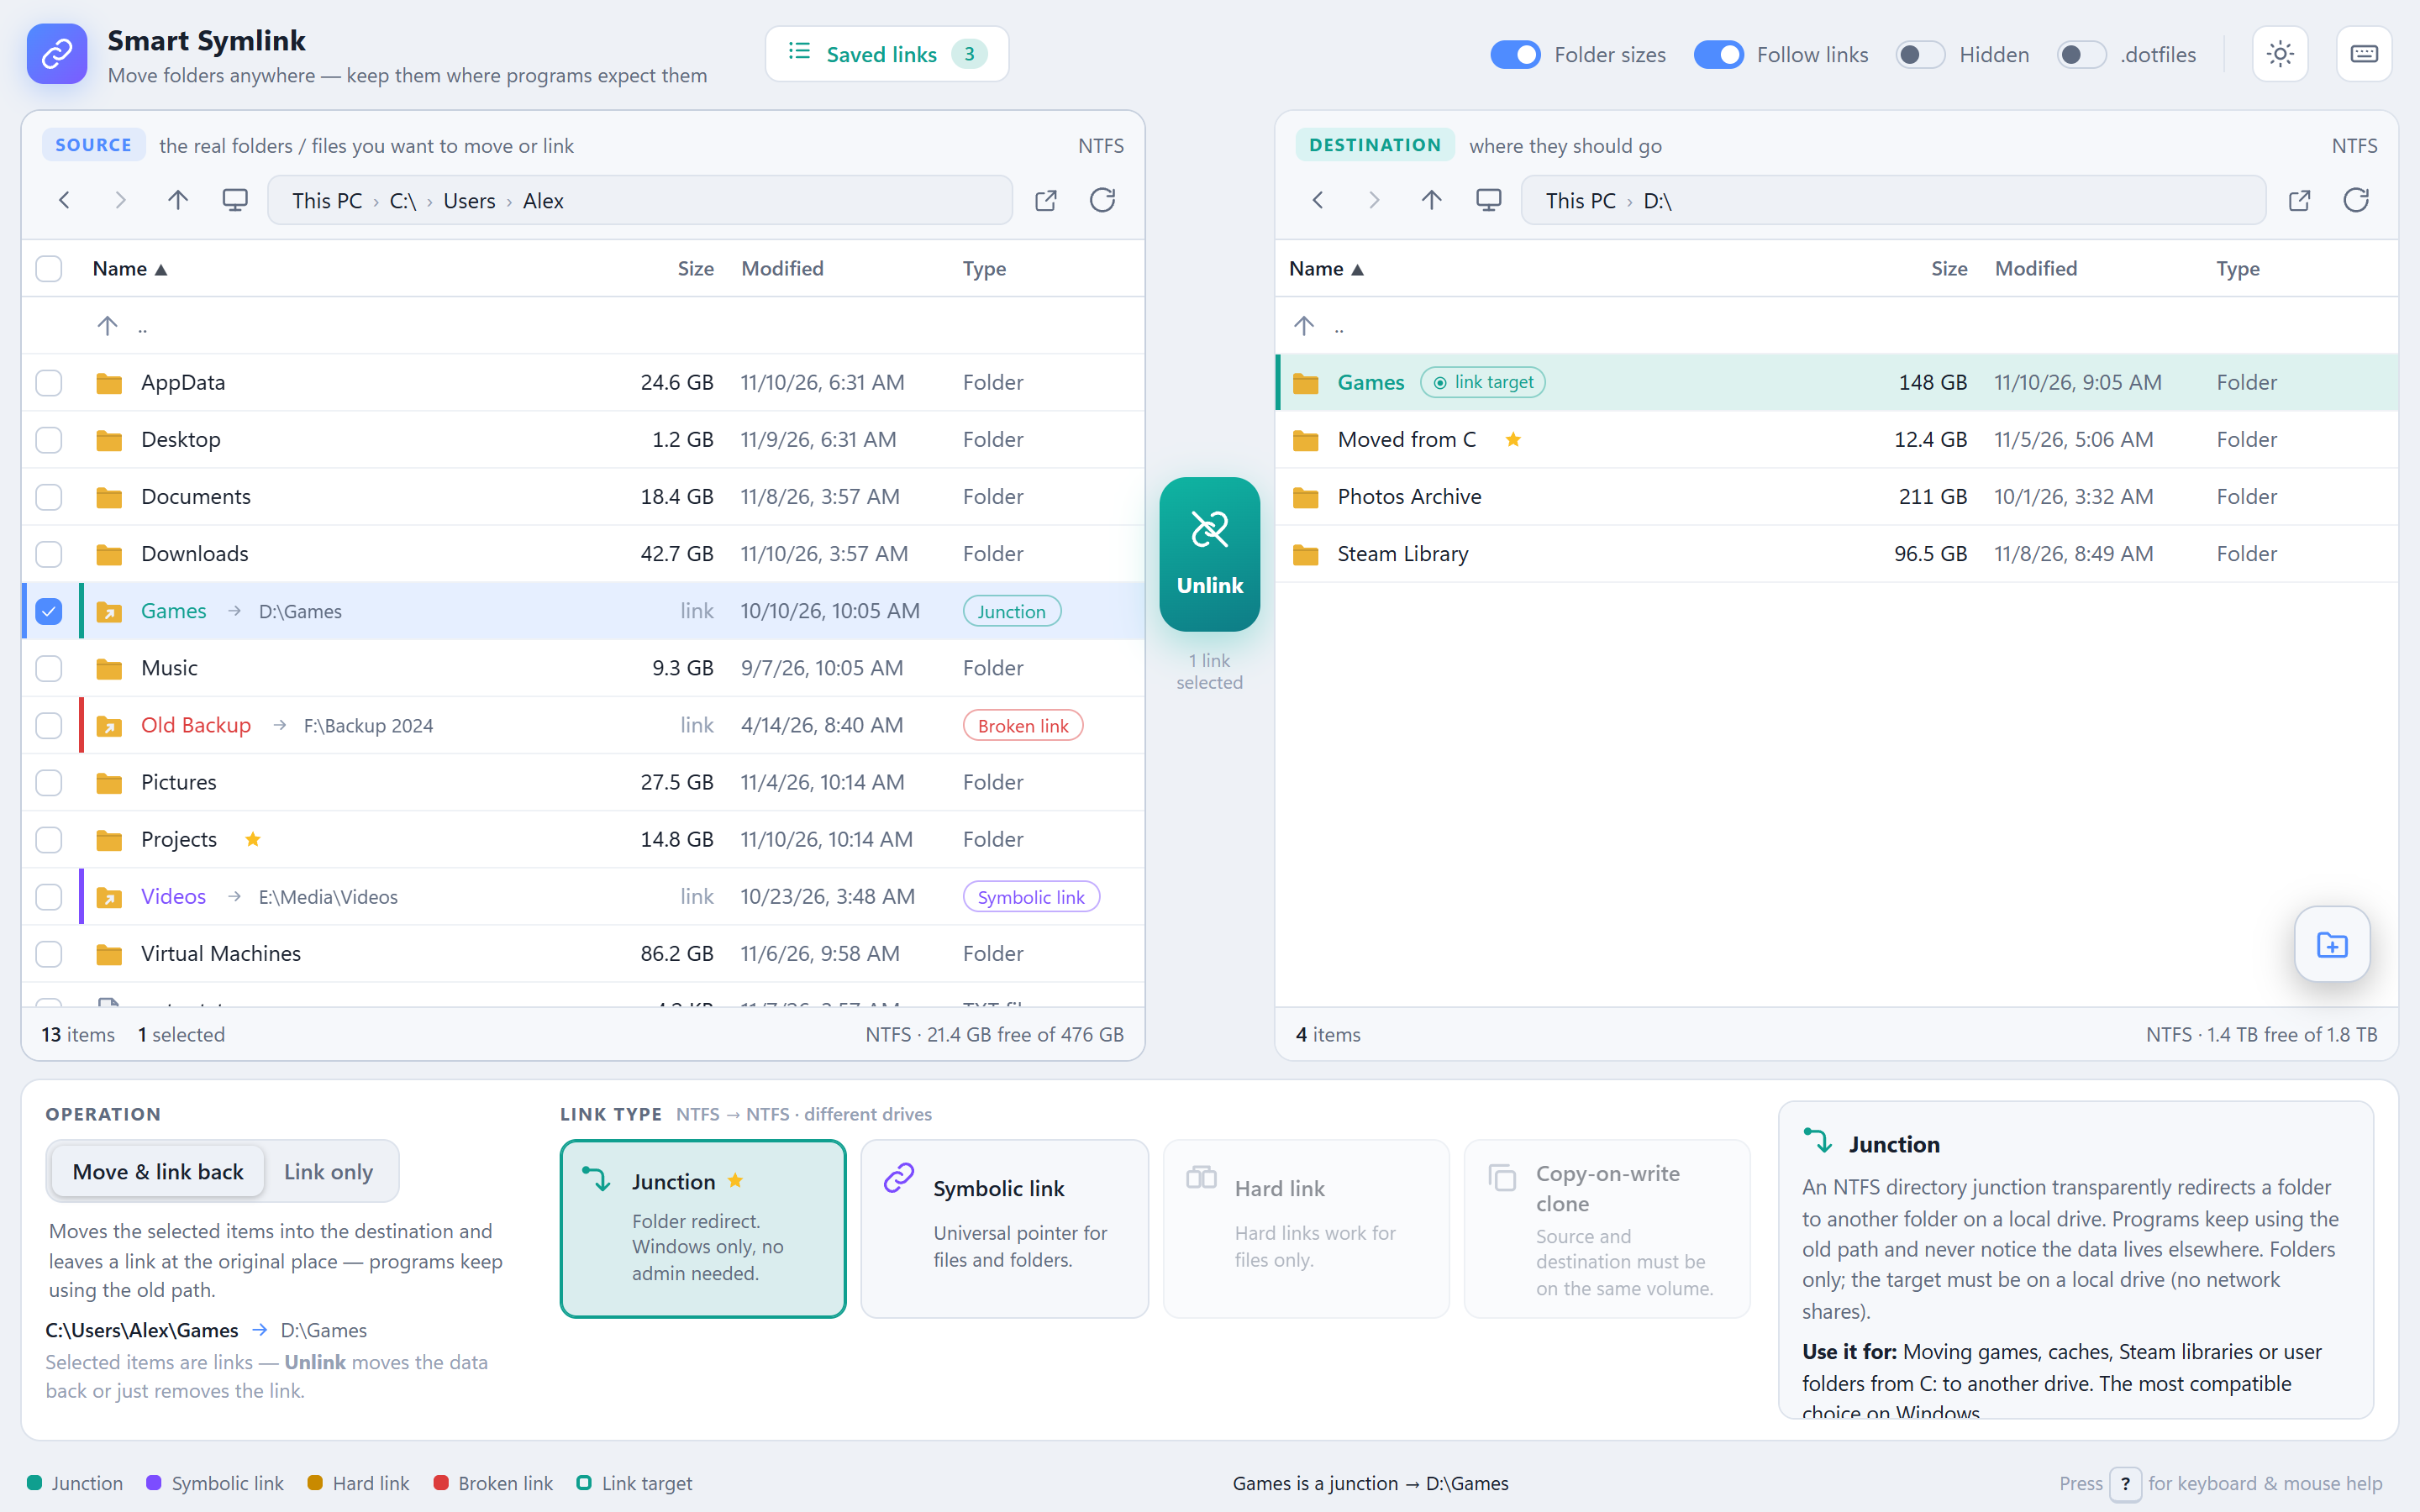 Smart Symlink
Move folders anywhere — keep them where programs expect them
Saved links 3
Folder sizes
Follow links
Hidden
.dotfiles
SOURCE the real folders / files you want to move or link NTFS
This PC › C:\ › Users › Alex
Name ▲ Size Modified Type
..
AppData 24.6 GB 11/10/26, 6:31 AM Folder
Desktop 1.2 GB 11/9/26, 6:31 AM Folder
Documents 18.4 GB 11/8/26, 3:57 AM Folder
Downloads 42.7 GB 11/10/26, 3:57 AM Folder
Games → D:\Games link 10/10/26, 10:05 AM Junction
Music 9.3 GB 9/7/26, 10:05 AM Folder
Old Backup → F:\Backup 2024 link 4/14/26, 8:40 AM Broken link
Pictures 27.5 GB 11/4/26, 10:14 AM Folder
Projects 14.8 GB 11/10/26, 10:14 AM Folder
Videos → E:\Media\Videos link 10/23/26, 3:48 AM Symbolic link
Virtual Machines 86.2 GB 11/6/26, 9:58 AM Folder
13 items 1 selected NTFS · 21.4 GB free of 476 GB
Unlink
1 link
selected
DESTINATION where they should go NTFS
This PC › D:\
Name ▲ Size Modified Type
..
Games link target 148 GB 11/10/26, 9:05 AM Folder
Moved from C 12.4 GB 11/5/26, 5:06 AM Folder
Photos Archive 211 GB 10/1/26, 3:32 AM Folder
Steam Library 96.5 GB 11/8/26, 8:49 AM Folder
4 items NTFS · 1.4 TB free of 1.8 TB
OPERATION
Move & link back Link only
Moves the selected items into the destination and
leaves a link at the original place — programs keep
using the old path.
C:\Users\Alex\Games → D:\Games
Selected items are links — Unlink moves the data
back or just removes the link.
LINK TYPE NTFS → NTFS · different drives
Junction
Folder redirect.
Windows only, no
admin needed.
Symbolic link
Universal pointer for
files and folders.
Hard link
Hard links work for
files only.
Copy-on-write
clone
Source and
destination must be
on the same volume.
Junction
An NTFS directory junction transparently redirects a folder
to another folder on a local drive. Programs keep using the
old path and never notice the data lives elsewhere. Folders
only; the target must be on a local drive (no network
shares).
Use it for: Moving games, caches, Steam libraries or user
folders from C: to another drive. The most compatible
choice on Windows
Junction Symbolic link Hard link Broken link Link target
Games is a junction → D:\Games
Press ? for keyboard & mouse help